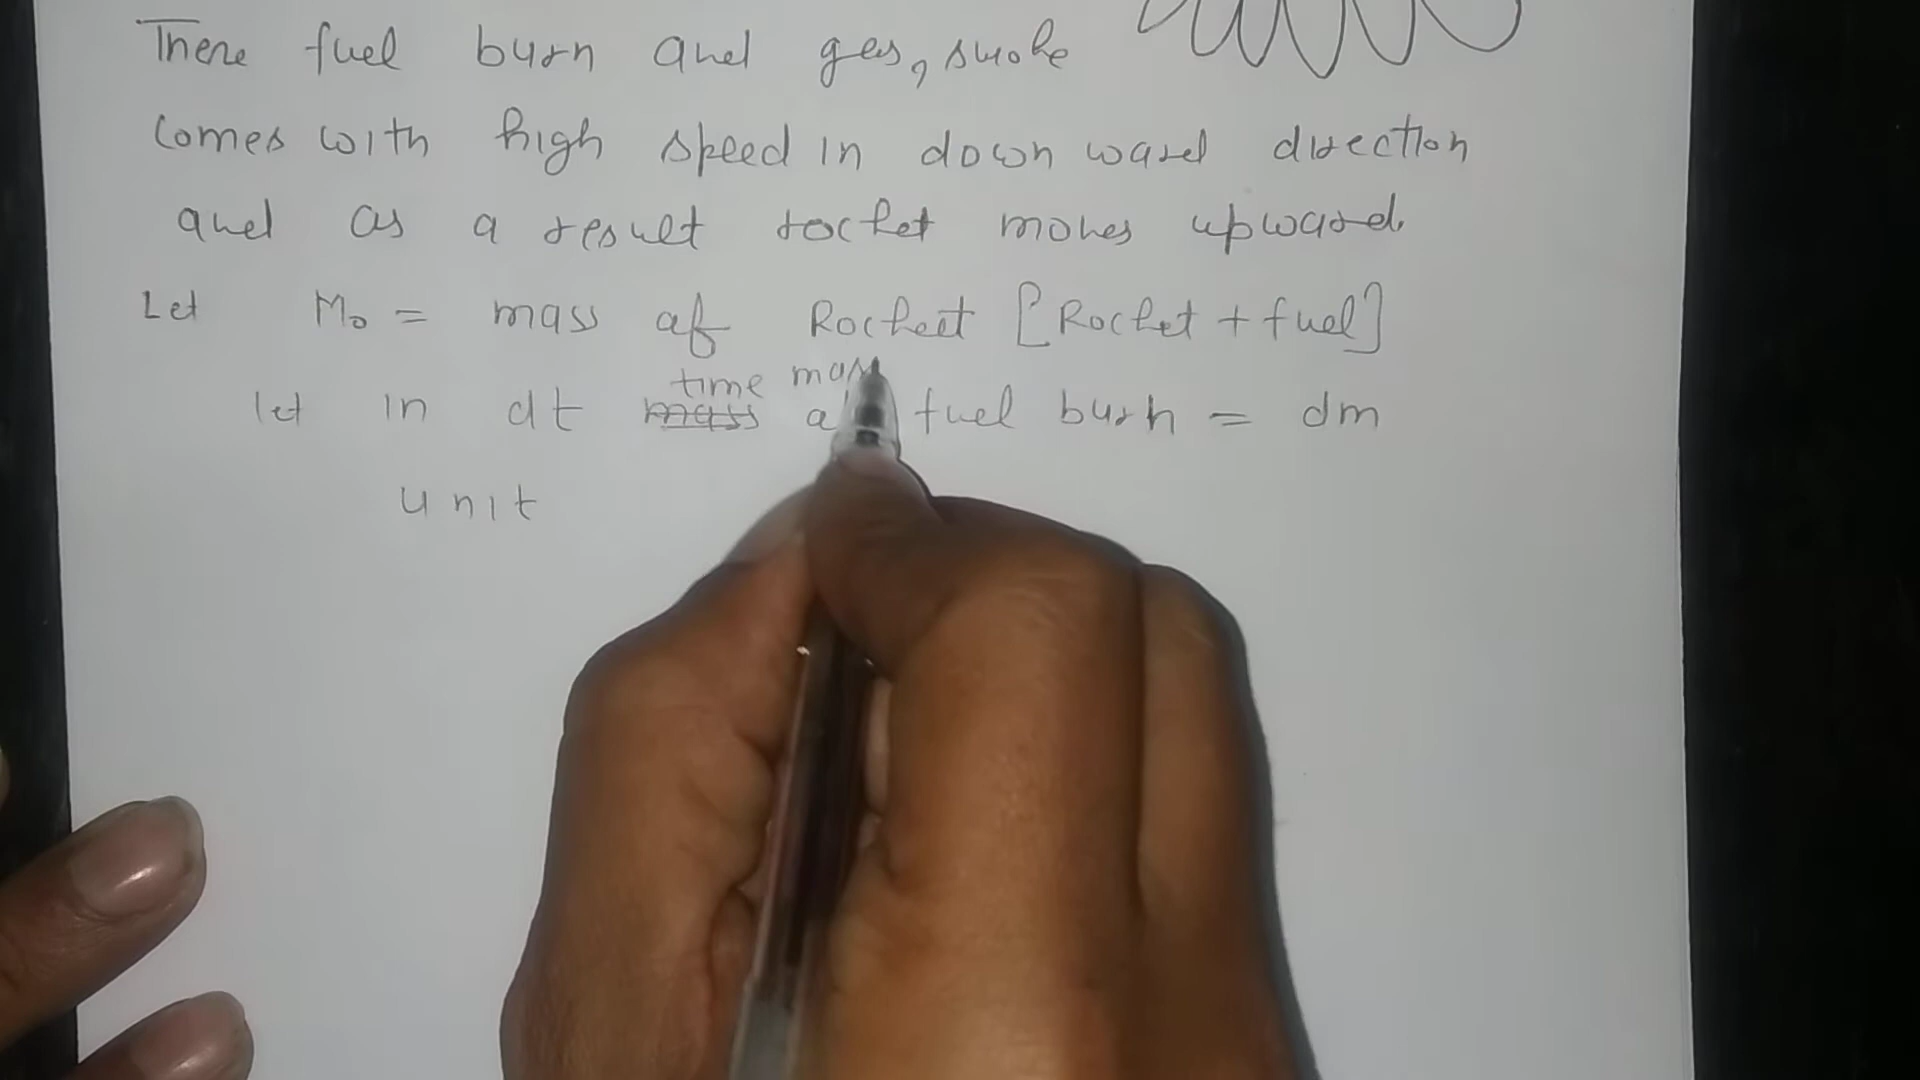 There fuel burn and gas, smoke
comes with high speed in down ward direction
and as a result rocket moves upward.
Let M₀ = mass of Rocket [Rocket + fuel]
time mass
let in dt fuel burn = dm
unit